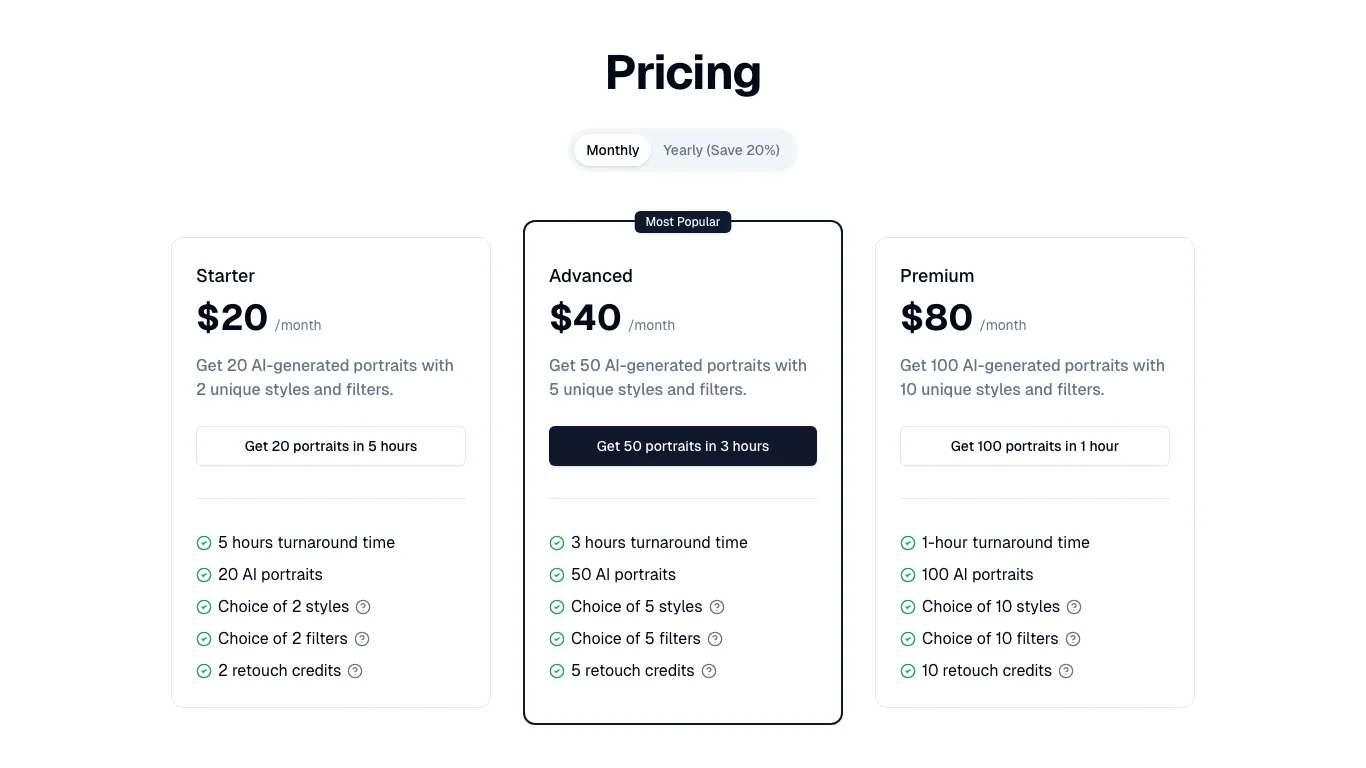 Pricing
Monthly
Yearly (Save 20%)
Starter
$20 /month
Get 20 AI-generated portraits with
2 unique styles and filters.
Get 20 portraits in 5 hours
5 hours turnaround time
20 AI portraits
Choice of 2 styles
Choice of 2 filters
2 retouch credits
Most Popular
Advanced
$40 /month
Get 50 AI-generated portraits with
5 unique styles and filters.
Get 50 portraits in 3 hours
3 hours turnaround time
50 AI portraits
Choice of 5 styles
Choice of 5 filters
5 retouch credits
Premium
$80 /month
Get 100 AI-generated portraits with
10 unique styles and filters.
Get 100 portraits in 1 hour
1-hour turnaround time
100 AI portraits
Choice of 10 styles
Choice of 10 filters
10 retouch credits